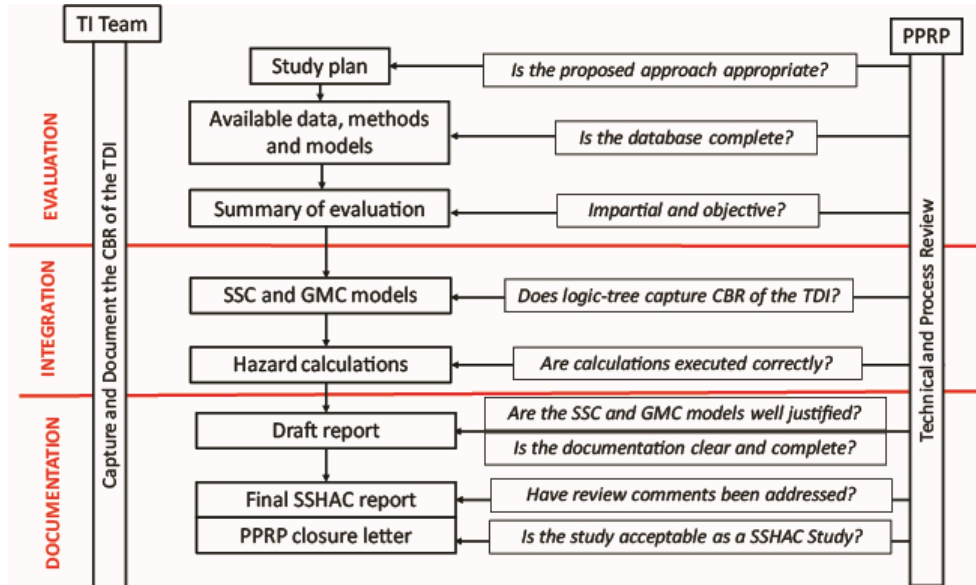 TI Team
PPRP
EVALUATION
Capture and Document the CBR of the TDI
Technical and Process Review
Study plan
Is the proposed approach appropriate?
Available data, methods
and models
Is the database complete?
Summary of evaluation
Impartial and objective?
INTEGRATION
SSC and GMC models
Does logic-tree capture CBR of the TDI?
Hazard calculations
Are calculations executed correctly?
DOCUMENTATION
Draft report
Are the SSC and GMC models well justified?
Is the documentation clear and complete?
Final SSHAC report
Have review comments been addressed?
PPRP closure letter
Is the study acceptable as a SSHAC Study?